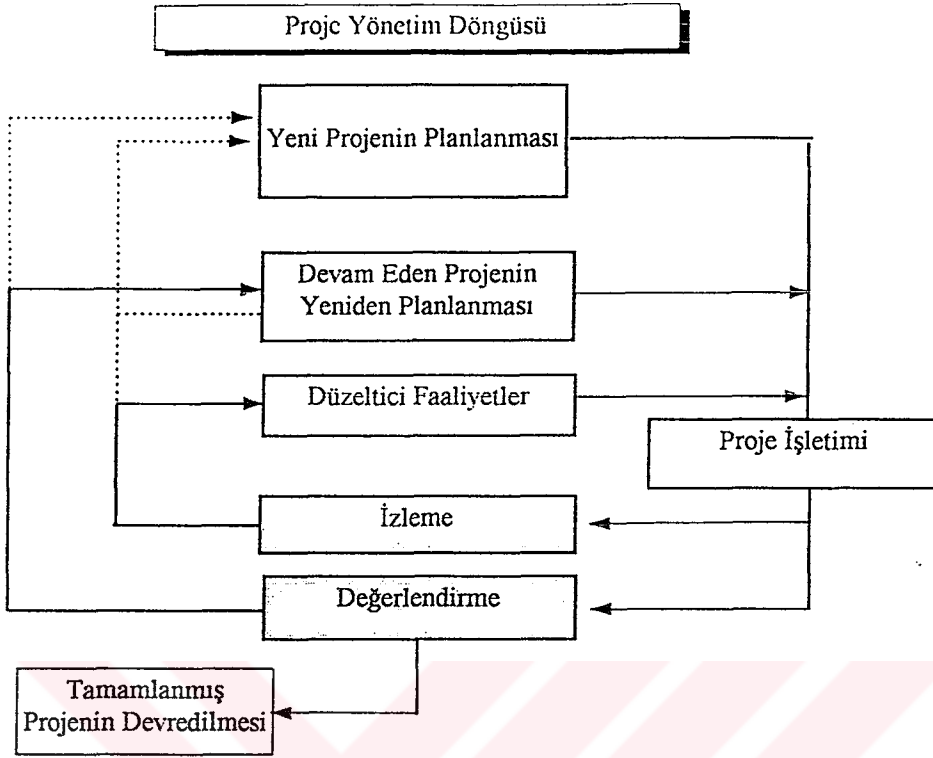 Proje Yönetim Döngüsü
Yeni Projenin Planlanması
Devam Eden Projenin
Yeniden Planlanması
Düzeltici Faaliyetler
Proje İşletimi
İzleme
Değerlendirme
Tamamlanmış
Projenin Devredilmesi